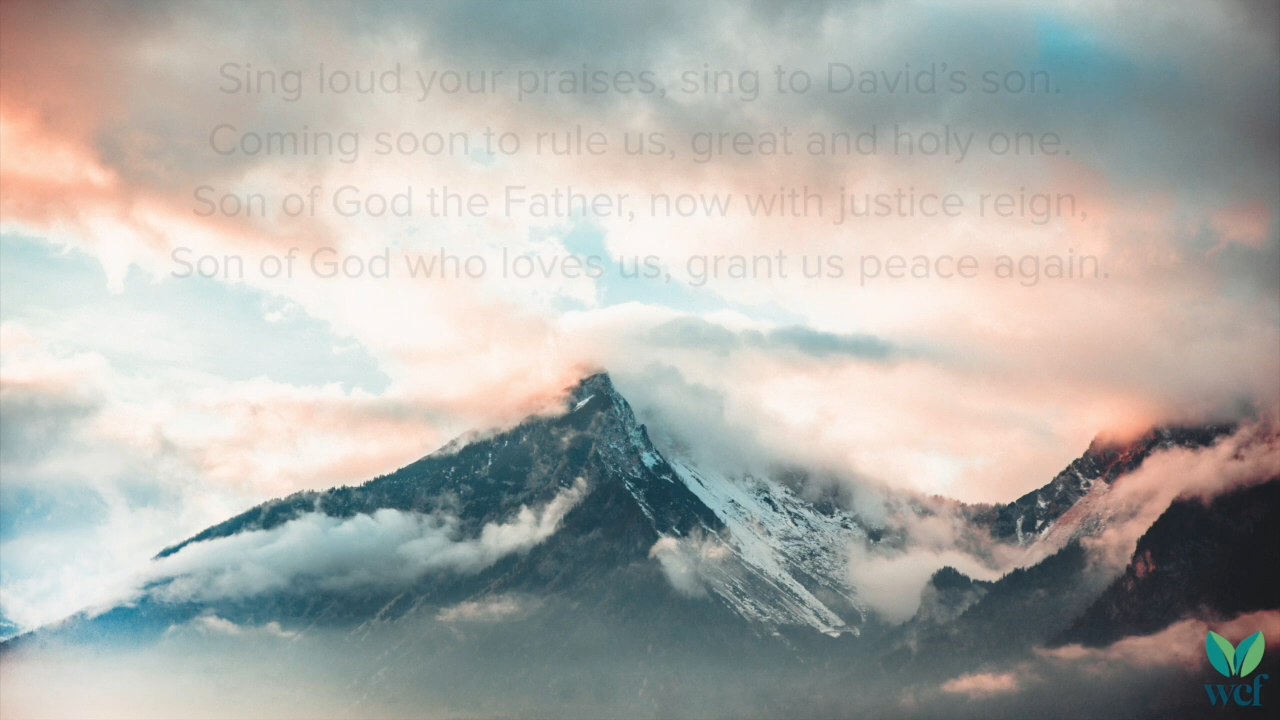 Sing loud your praises, sing to David’s son.
Coming soon to rule us, great and holy one.
Son of God the Father, now with justice reign,
Son of God who loves us, grant us peace again.
wcf